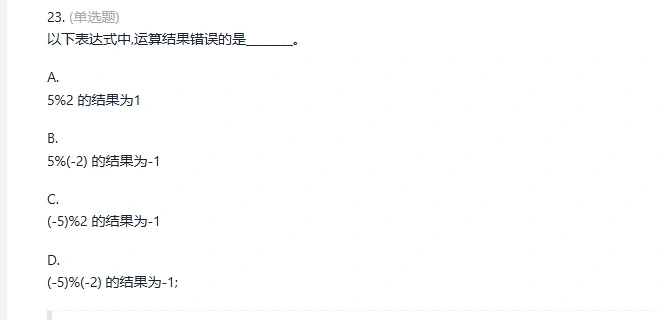 23. (单选题)
以下表达式中,运算结果错误的是________。
A.
5%2 的结果为1
B.
5%(-2) 的结果为-1
C.
(-5)%2 的结果为-1
D.
(-5)%(-2) 的结果为-1;